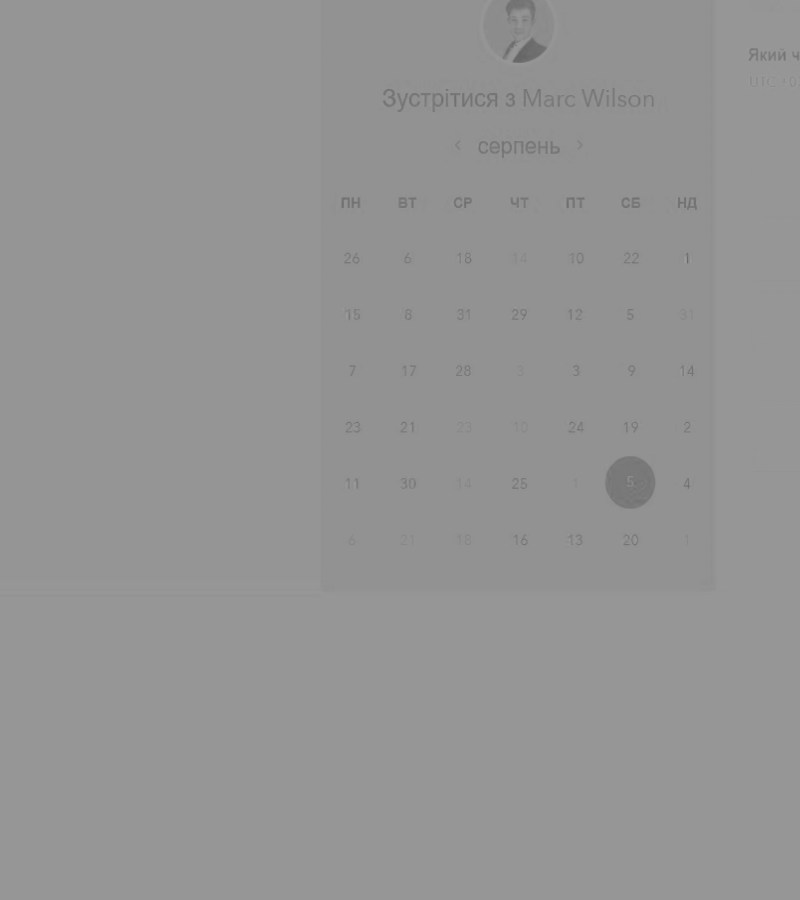 Який ч
UTC +0
Зустрітися з Marc Wilson
‹ серпень ›
ПН ВТ СР ЧТ ПТ СБ НД
26 6 18 14 10 22 1
15 8 31 29 12 5 31
7 17 28 3 3 9 14
23 21 23 10 24 19 2
11 30 14 25 1 5 4
6 21 18 16 13 20 1